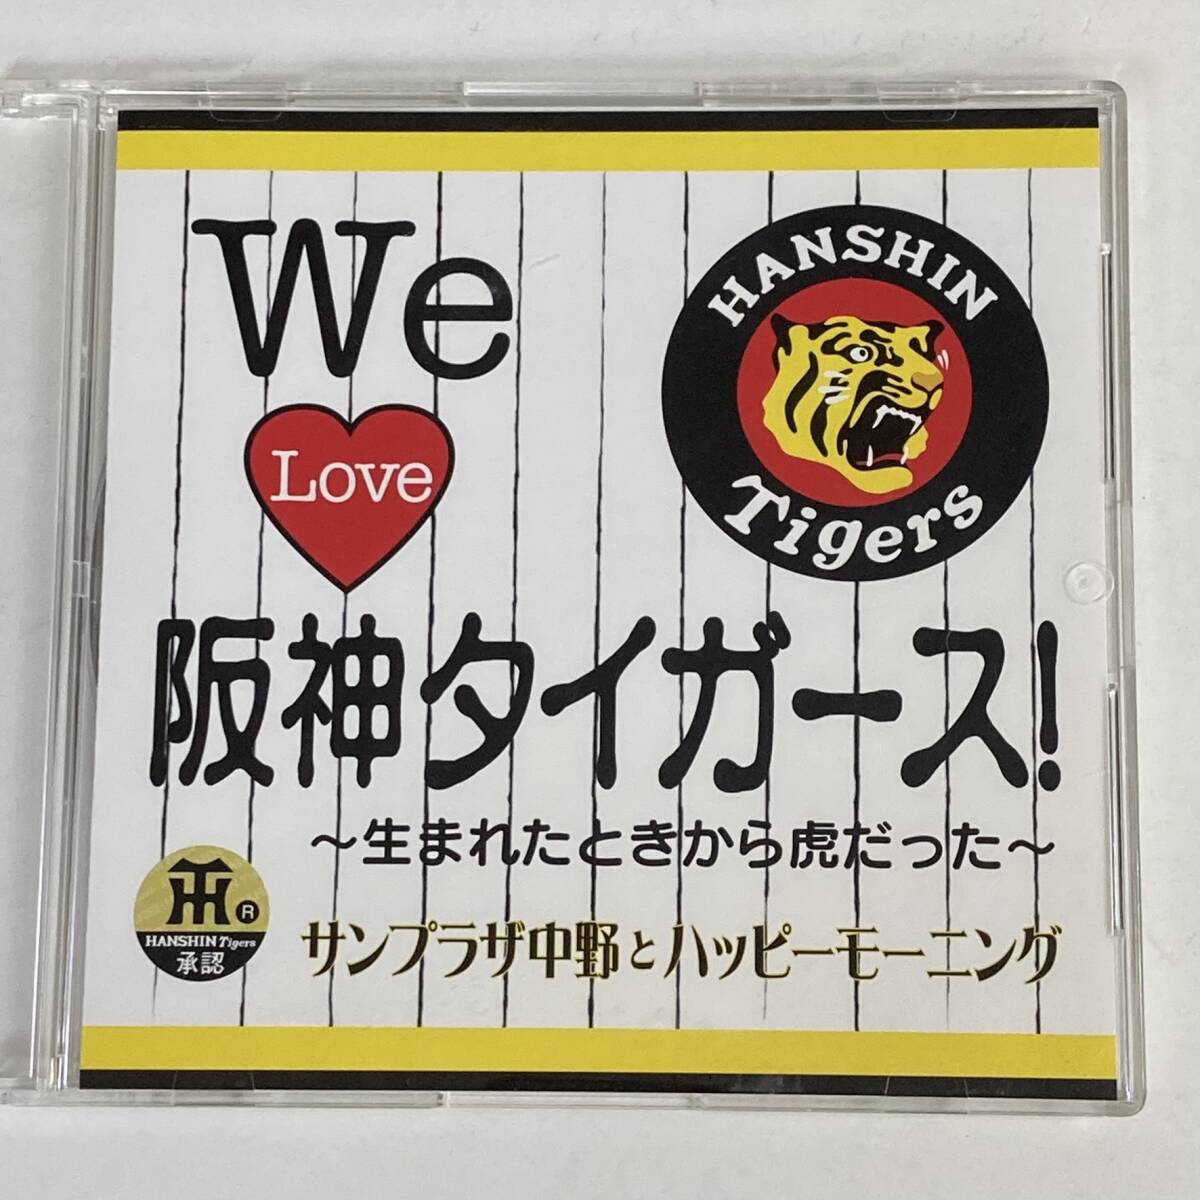 We
Love
HANSHIN
Tigers
阪神タイガース!
～生まれたときから虎だった～
サンプラザ中野とハッピーモーニング
R
HANSHIN Tigers
承認